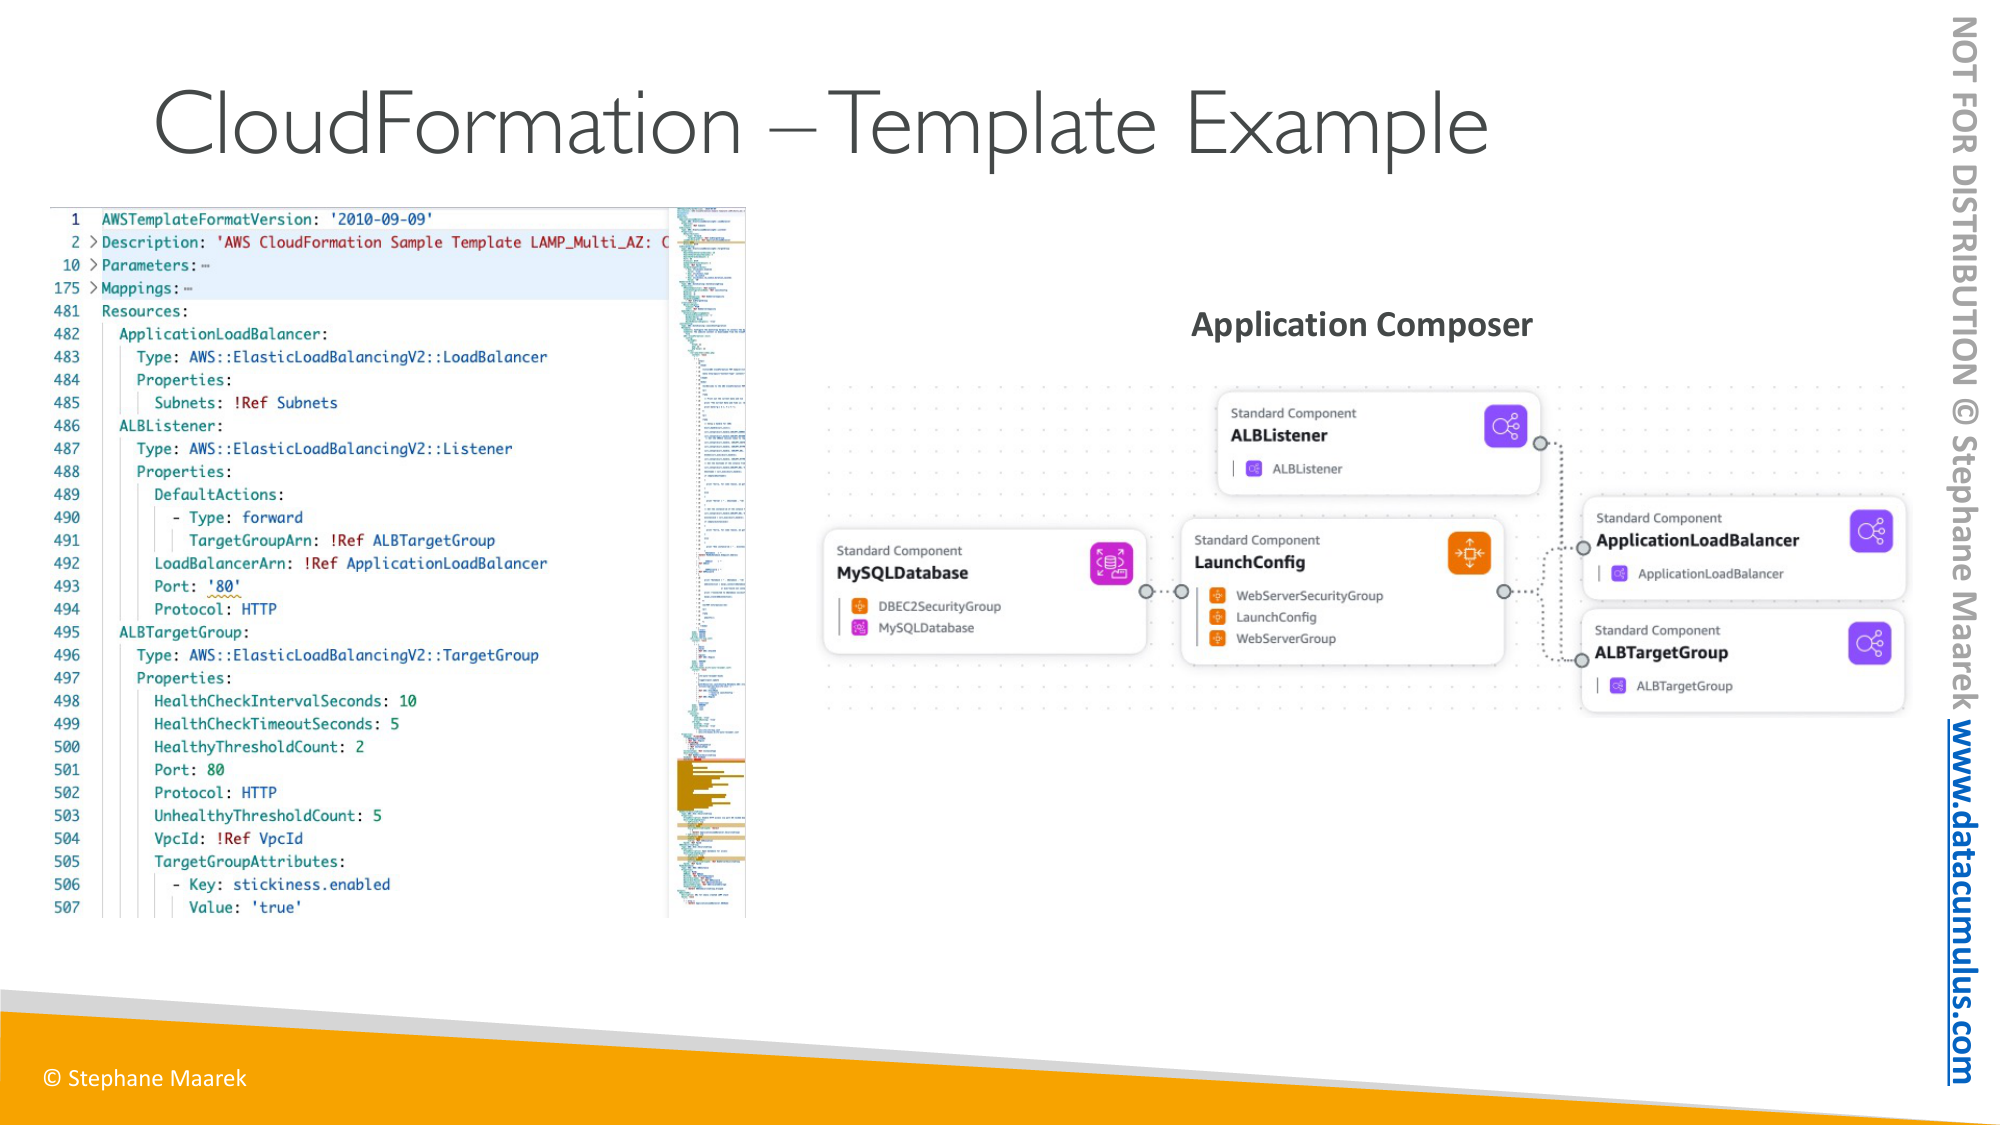 CloudFormation – Template Example
1 AWSTemplateFormatVersion: '2010-09-09'
2 Description: 'AWS CloudFormation Sample Template LAMP_Multi_AZ: C
10 Parameters:
175 Mappings:
481 Resources:
482 ApplicationLoadBalancer:
483 Type: AWS::ElasticLoadBalancingV2::LoadBalancer
484 Properties:
485 Subnets: !Ref Subnets
486 ALBListener:
487 Type: AWS::ElasticLoadBalancingV2::Listener
488 Properties:
489 DefaultActions:
490 - Type: forward
491 TargetGroupArn: !Ref ALBTargetGroup
492 LoadBalancerArn: !Ref ApplicationLoadBalancer
493 Port: '80'
494 Protocol: HTTP
495 ALBTargetGroup:
496 Type: AWS::ElasticLoadBalancingV2::TargetGroup
497 Properties:
498 HealthCheckIntervalSeconds: 10
499 HealthCheckTimeoutSeconds: 5
500 HealthyThresholdCount: 2
501 Port: 80
502 Protocol: HTTP
503 UnhealthyThresholdCount: 5
504 VpcId: !Ref VpcId
505 TargetGroupAttributes:
506 - Key: stickiness.enabled
507 Value: 'true'
Application Composer
Standard Component
ALBListener
ALBListener
Standard Component
MySQLDatabase
DBEC2SecurityGroup
MySQLDatabase
Standard Component
LaunchConfig
WebServerSecurityGroup
LaunchConfig
WebServerGroup
Standard Component
ApplicationLoadBalancer
ApplicationLoadBalancer
Standard Component
ALBTargetGroup
ALBTargetGroup
© Stephane Maarek
NOT FOR DISTRIBUTION © Stephane Maarek www.datacumulus.com